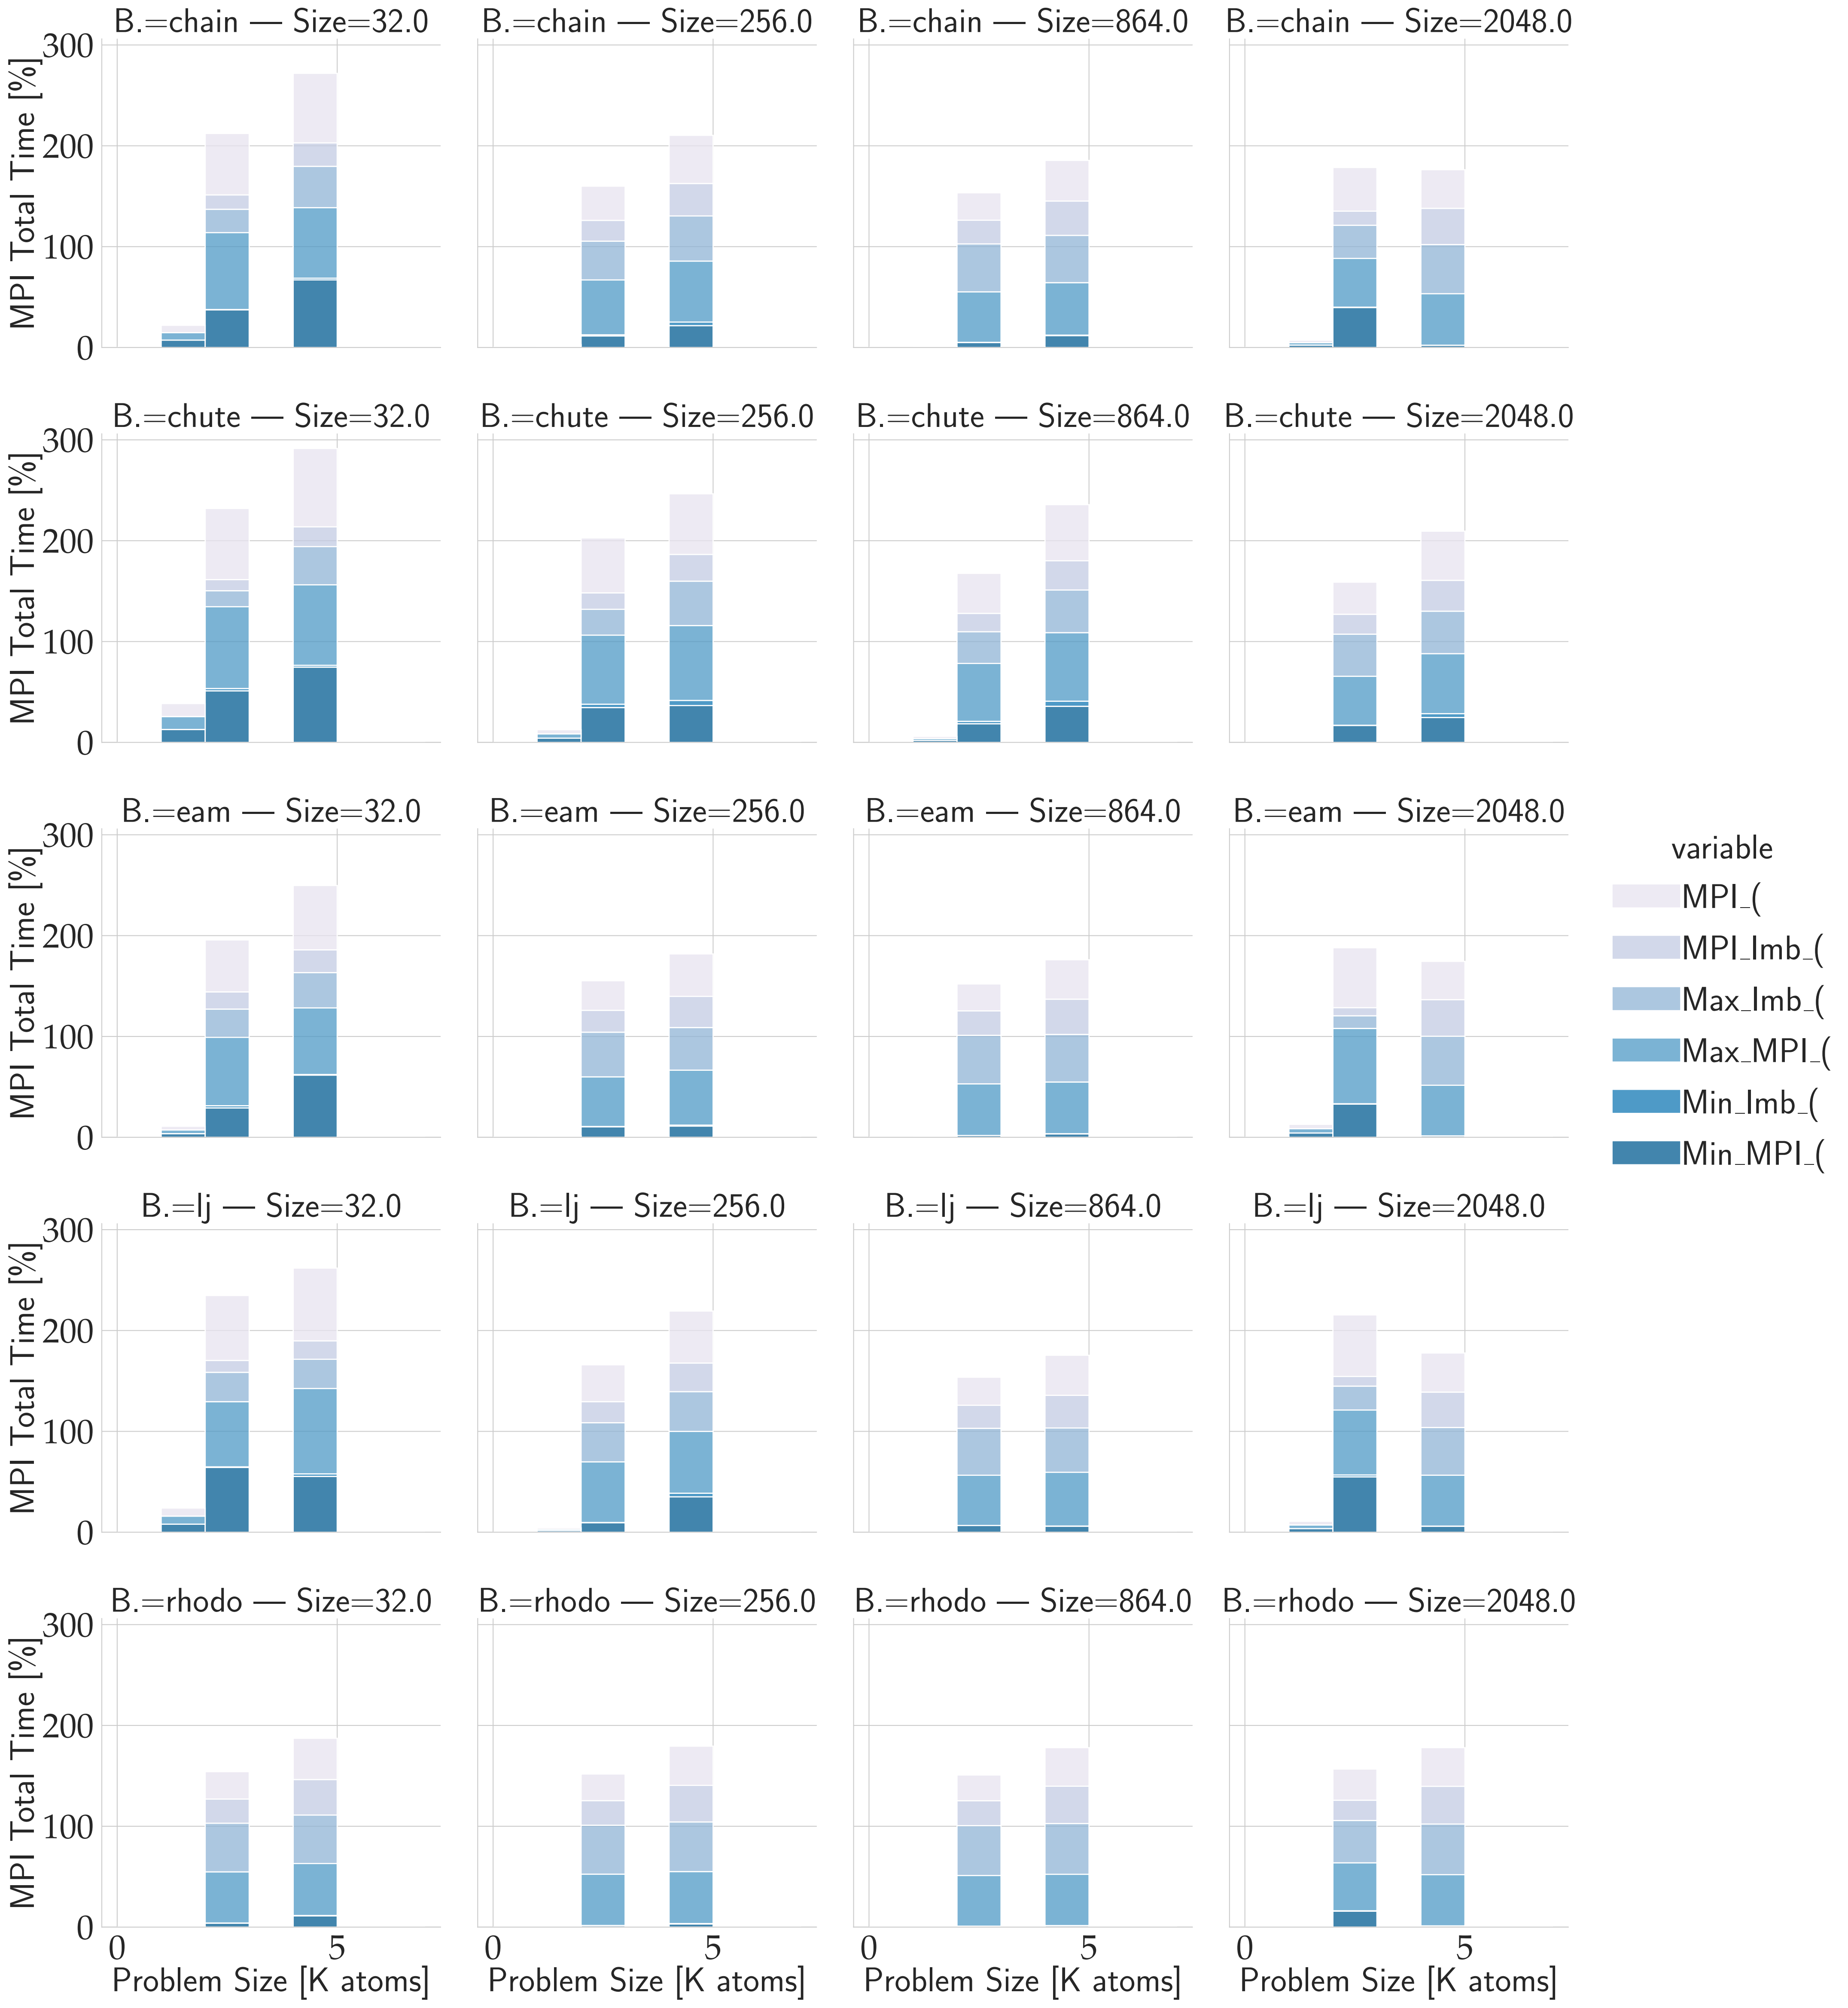 B.=chain — Size=32.0
B.=chain — Size=256.0
B.=chain — Size=864.0
B.=chain — Size=2048.0
MPI Total Time [%]
300
200
100
0
B.=chute — Size=32.0
B.=chute — Size=256.0
B.=chute — Size=864.0
B.=chute — Size=2048.0
MPI Total Time [%]
300
200
100
0
B.=eam — Size=32.0
B.=eam — Size=256.0
B.=eam — Size=864.0
B.=eam — Size=2048.0
MPI Total Time [%]
300
200
100
0
variable
MPI_(
MPI_Imb_(
Max_Imb_(
Max_MPI_(
Min_Imb_(
Min_MPI_(
B.=lj — Size=32.0
B.=lj — Size=256.0
B.=lj — Size=864.0
B.=lj — Size=2048.0
MPI Total Time [%]
300
200
100
0
B.=rhodo — Size=32.0
B.=rhodo — Size=256.0
B.=rhodo — Size=864.0
B.=rhodo — Size=2048.0
MPI Total Time [%]
300
200
100
0
0 5
Problem Size [K atoms]
0 5
Problem Size [K atoms]
0 5
Problem Size [K atoms]
0 5
Problem Size [K atoms]